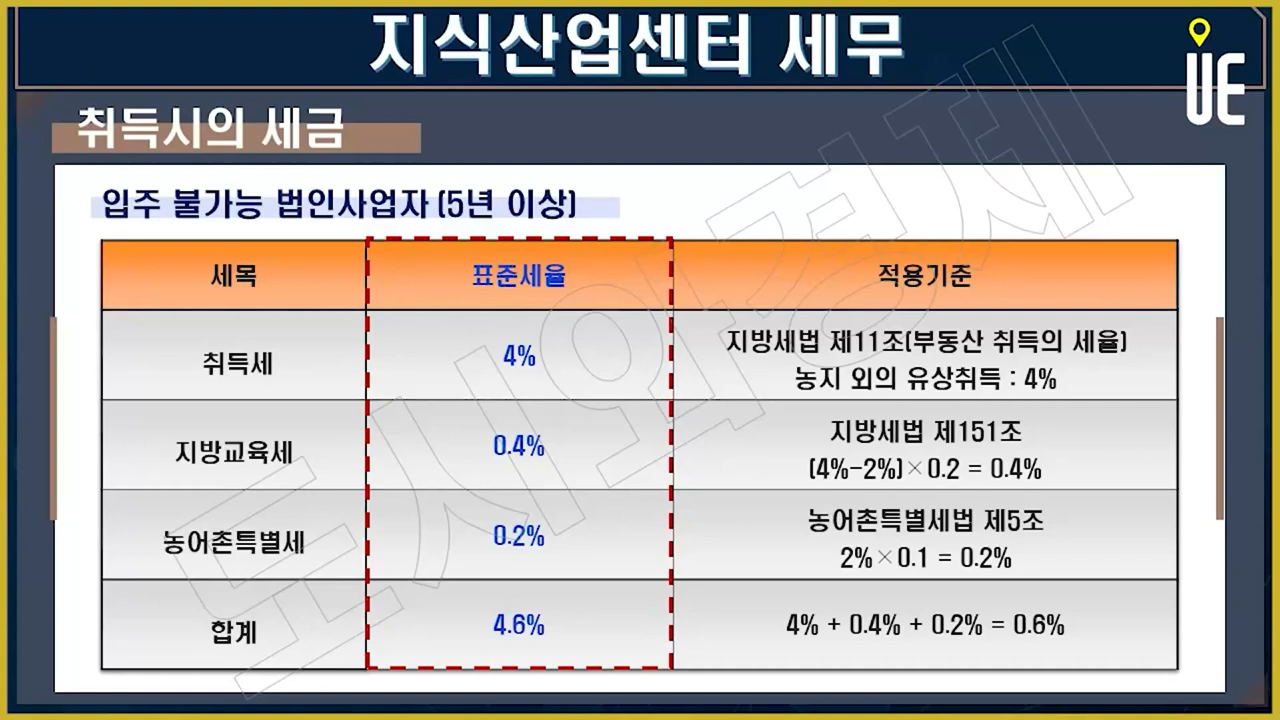 지식산업센터 세무
UE
취득시의 세금
입주 불가능 법인사업자 (5년 이상)
세목
표준세율
적용기준
취득세
4%
지방세법 제11조(부동산 취득의 세율)
농지 외의 유상취득 : 4%
지방교육세
0.4%
지방세법 제151조
(4%-2%)×0.2 = 0.4%
농어촌특별세
0.2%
농어촌특별세법 제5조
2%×0.1 = 0.2%
합계
4.6%
4% + 0.4% + 0.2% = 0.6%
도시와경제